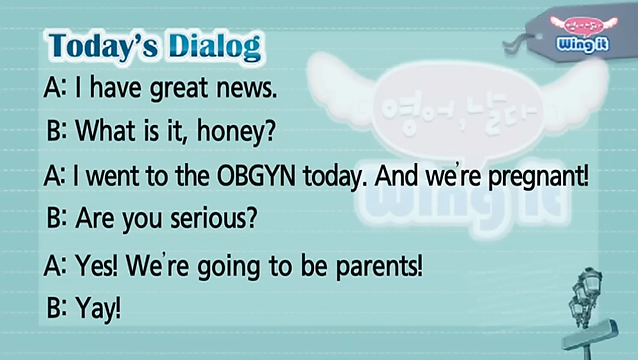 Today's Dialog
Wing it
A: I have great news.
B: What is it, honey?
A: I went to the OBGYN today. And we're pregnant!
B: Are you serious?
A: Yes! We're going to be parents!
B: Yay!
영어, 날다
Wing it